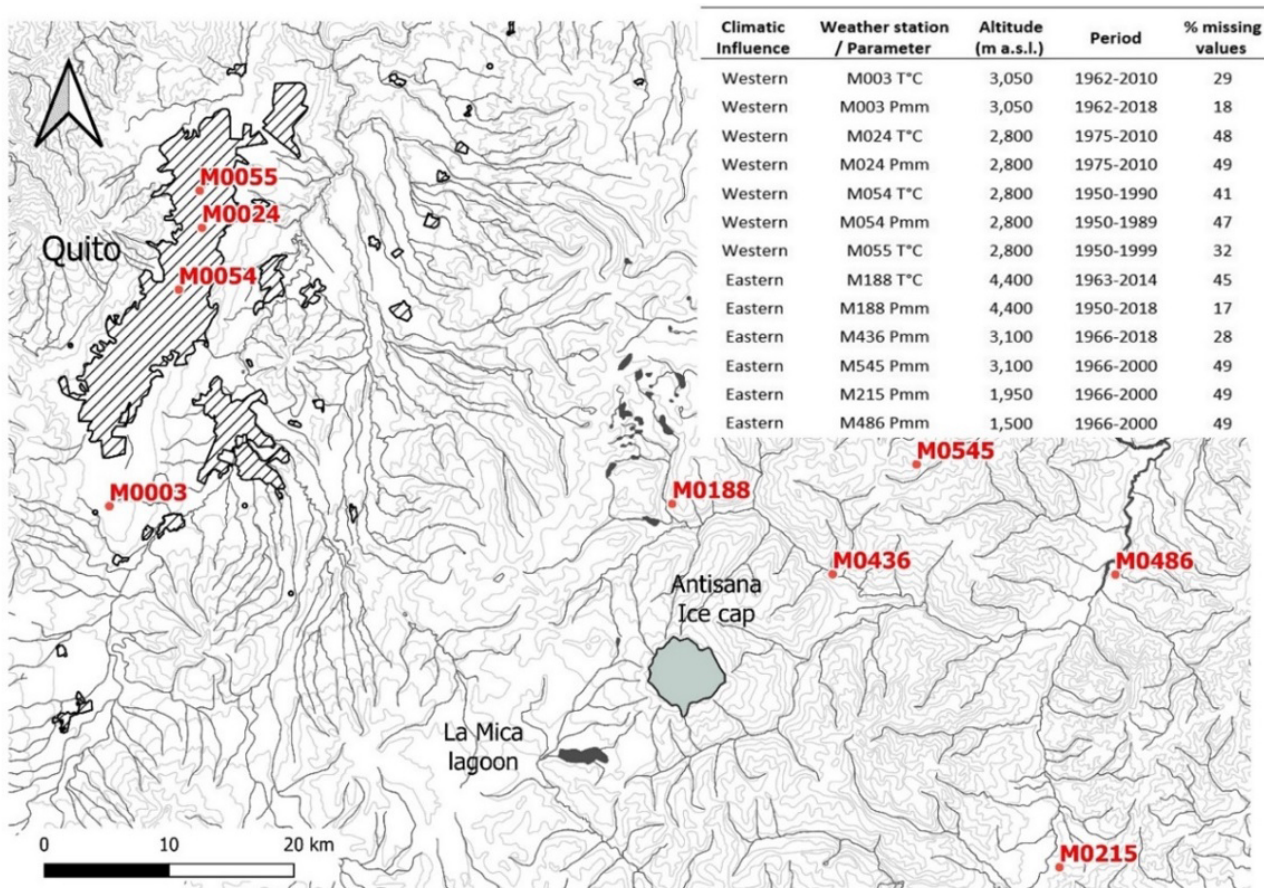 Climatic Influence Weather station / Parameter Altitude (m a.s.l.) Period % missing values
Western M003 T°C 3,050 1962-2010 29
Western M003 Pmm 3,050 1962-2018 18
Western M024 T°C 2,800 1975-2010 48
Western M024 Pmm 2,800 1975-2010 49
Western M054 T°C 2,800 1950-1990 41
Western M054 Pmm 2,800 1950-1989 47
Western M055 T°C 2,800 1950-1999 32
Eastern M188 T°C 4,400 1963-2014 45
Eastern M188 Pmm 4,400 1950-2018 17
Eastern M436 Pmm 3,100 1966-2018 28
Eastern M545 Pmm 3,100 1966-2000 49
Eastern M215 Pmm 1,950 1966-2000 49
Eastern M486 Pmm 1,500 1966-2000 49
M0055
M0024
Quito
M0054
M0545
M0003
M0188
M0436
M0486
Antisana
Ice cap
La Mica
lagoon
0 10 20 km
M0215